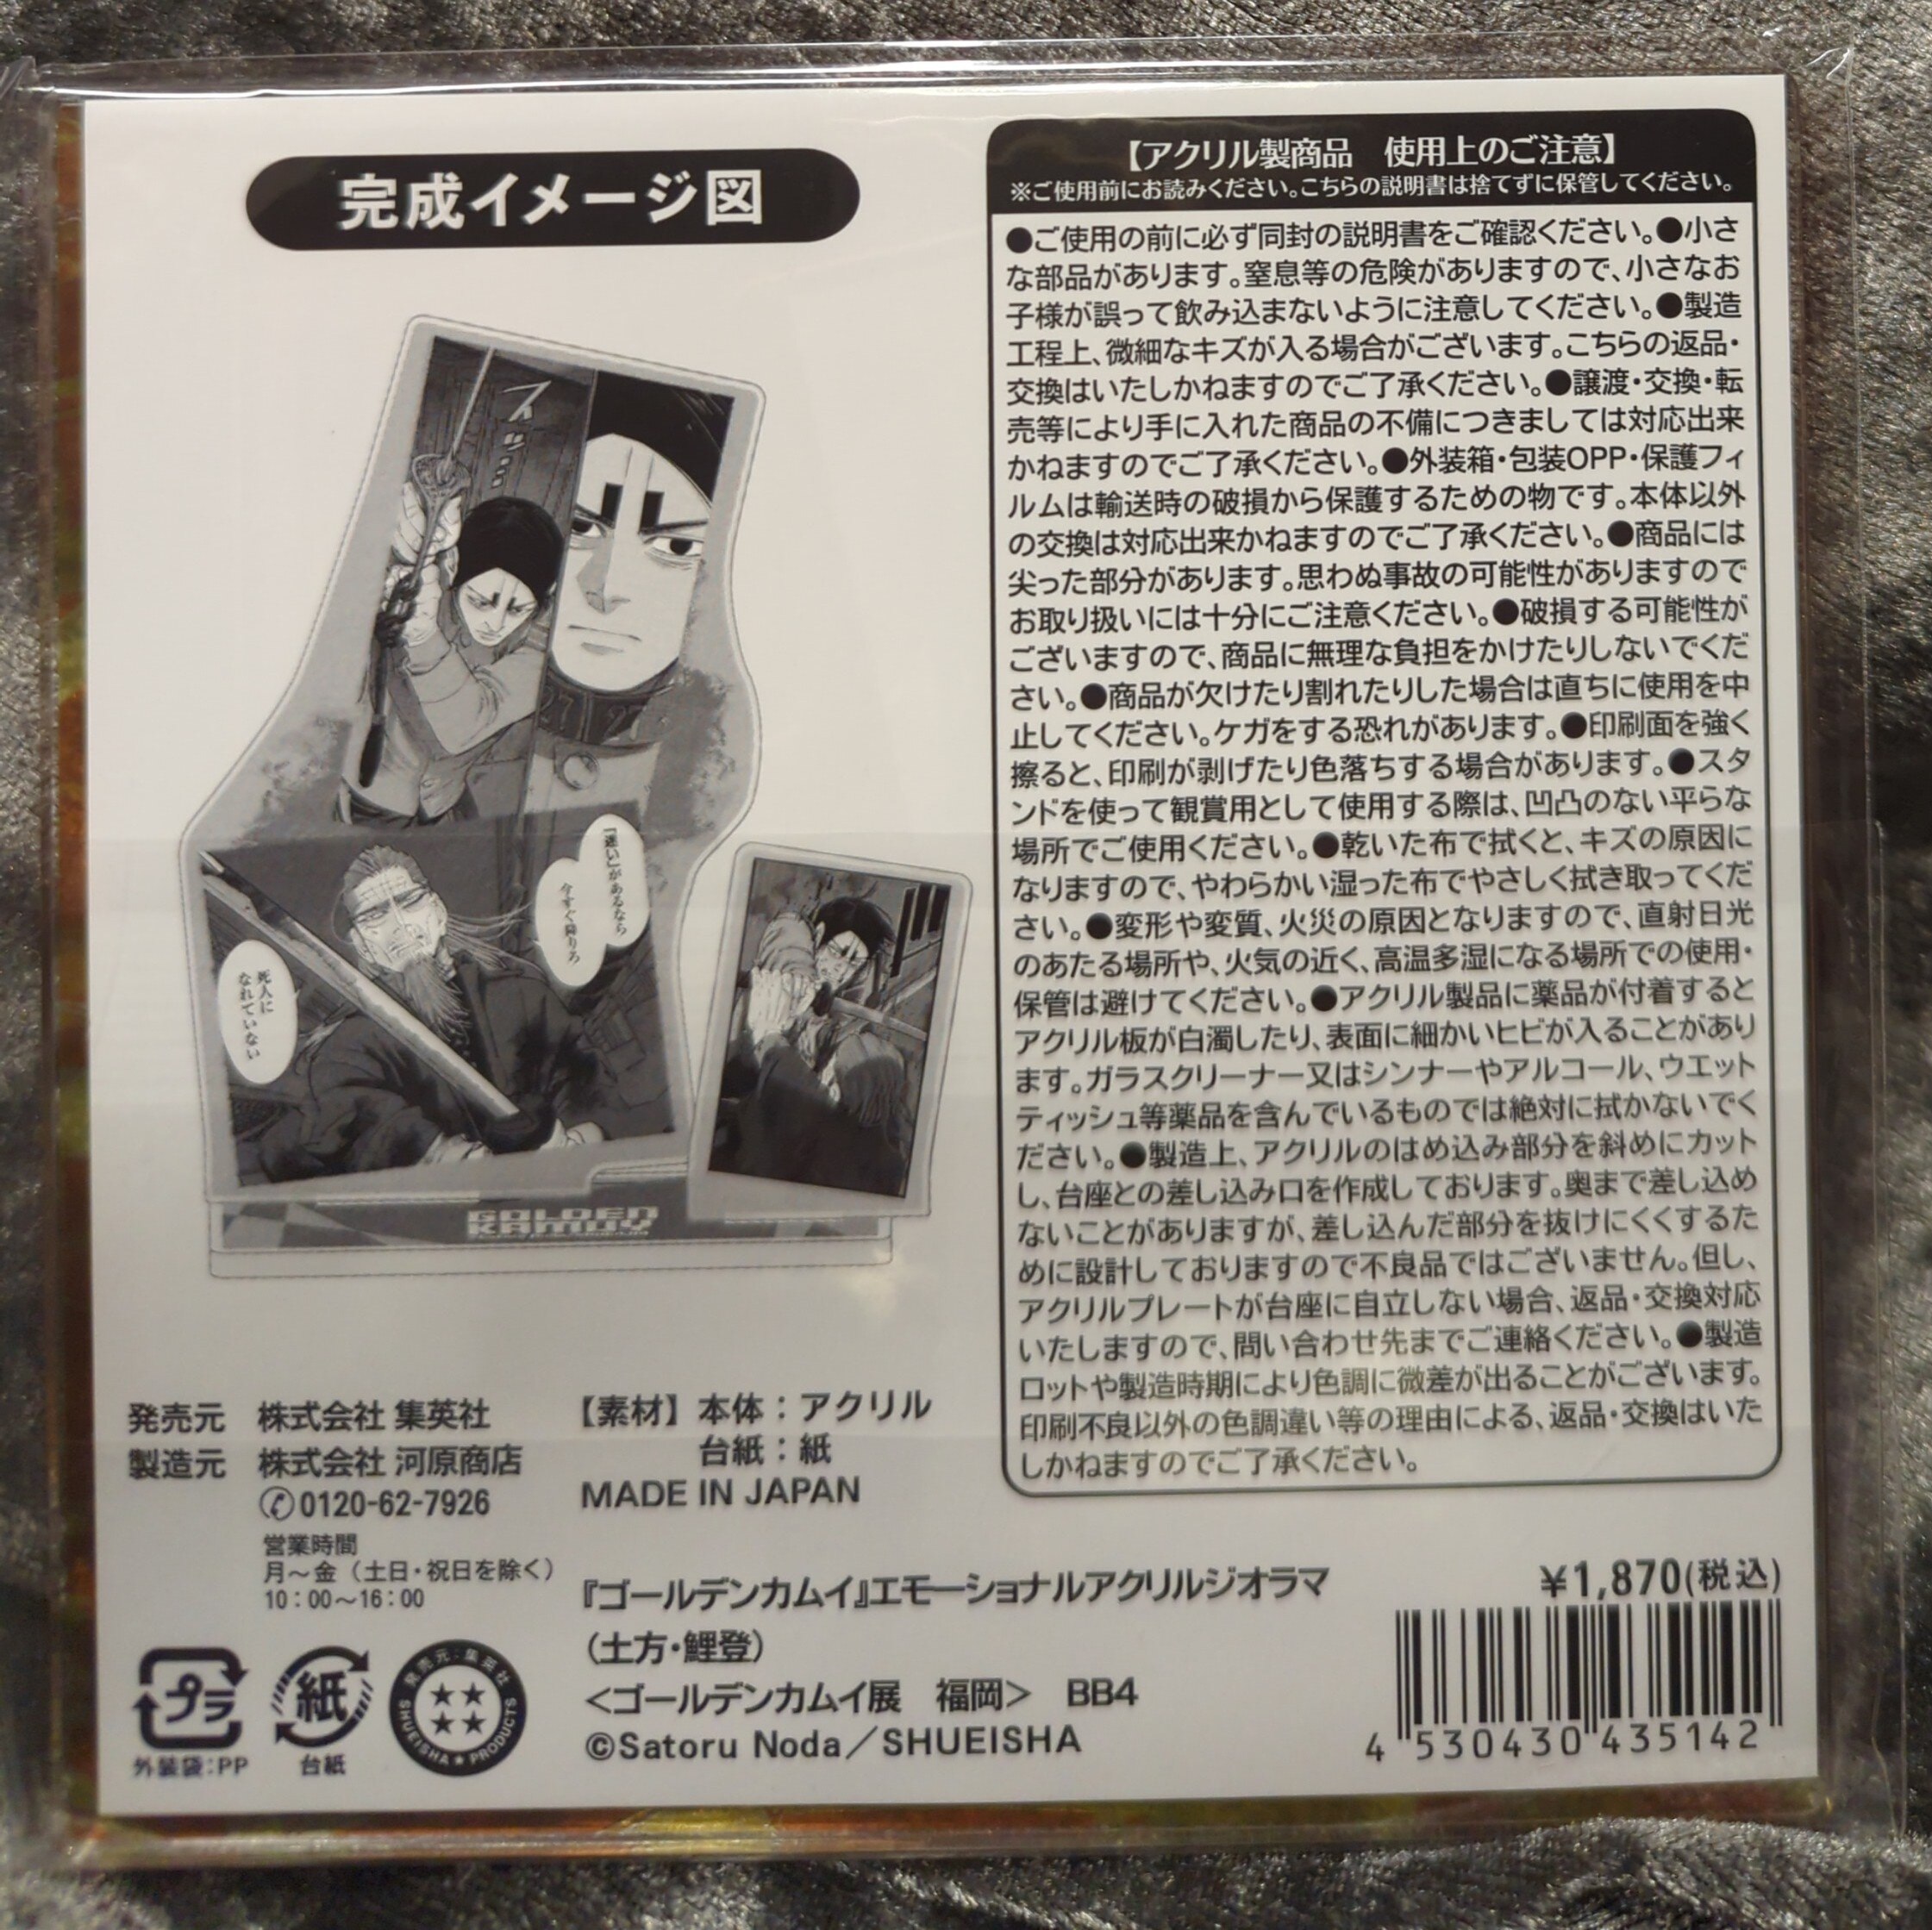 完成イメージ図
スッ…
『迷い』があるなら
今すぐ降りろ
死人に
なれていない
GOLDEN
KAMUY
【アクリル製商品　使用上のご注意】
※ご使用前にお読みください。こちらの説明書は捨てずに保管してください。
●ご使用の前に必ず同封の説明書をご確認ください。●小さ
な部品があります。窒息等の危険がありますので、小さなお
子様が誤って飲み込まないように注意してください。●製造
工程上、微細なキズが入る場合がございます。こちらの返品・
交換はいたしかねますのでご了承ください。●譲渡・交換・転
売等により手に入れた商品の不備につきましては対応出来
かねますのでご了承ください。●外装箱・包装OPP・保護フィ
ルムは輸送時の破損から保護するための物です。本体以外
の交換は対応出来かねますのでご了承ください。●商品には
尖った部分があります。思わぬ事故の可能性がありますので
お取り扱いには十分にご注意ください。●破損する可能性が
ございますので、商品に無理な負担をかけたりしないでくだ
さい。●商品が欠けたり割れたりした場合は直ちに使用を中
止してください。ケガをする恐れがあります。●印刷面を強く
擦ると、印刷が剥げたり色落ちする場合があります。●スタ
ンドを使って観賞用として使用する際は、凹凸のない平らな
場所でご使用ください。●乾いた布で拭くと、キズの原因に
なりますので、やわらかい湿った布でやさしく拭き取ってくだ
さい。●変形や変質、火災の原因となりますので、直射日光
のあたる場所や、火気の近く、高温多湿になる場所での使用・
保管は避けてください。●アクリル製品に薬品が付着すると
アクリル板が白濁したり、表面に細かいヒビが入ることがあり
ます。ガラスクリーナー又はシンナーやアルコール、ウエット
ティッシュ等薬品を含んでいるものでは絶対に拭かないでく
ださい。●製造上、アクリルのはめ込み部分を斜めにカット
し、台座との差し込み口を作成しております。奥まで差し込め
ないことがありますが、差し込んだ部分を抜けにくくするた
めに設計しておりますので不良品ではございません。但し、
アクリルプレートが台座に自立しない場合、返品・交換対応
いたしますので、問い合わせ先までご連絡ください。●製造
ロットや製造時期により色調に微差が出ることがございます。
印刷不良以外の色調違い等の理由による、返品・交換はいた
しかねますのでご了承ください。
発売元　株式会社 集英社
製造元　株式会社 河原商店
✆0120-62-7926
営業時間
月～金（土日・祝日を除く）
10：00～16：00
【素材】本体：アクリル
台紙：紙
MADE IN JAPAN
『ゴールデンカムイ』エモーショナルアクリルジオラマ
（土方・鯉登）
＜ゴールデンカムイ展　福岡＞　BB4
©Satoru Noda／SHUEISHA
¥1,870(税込)
4 530430 435142
プラ
外装袋：PP
紙
台紙
発売元：集英社
SHUEISHA★PRODUCTS